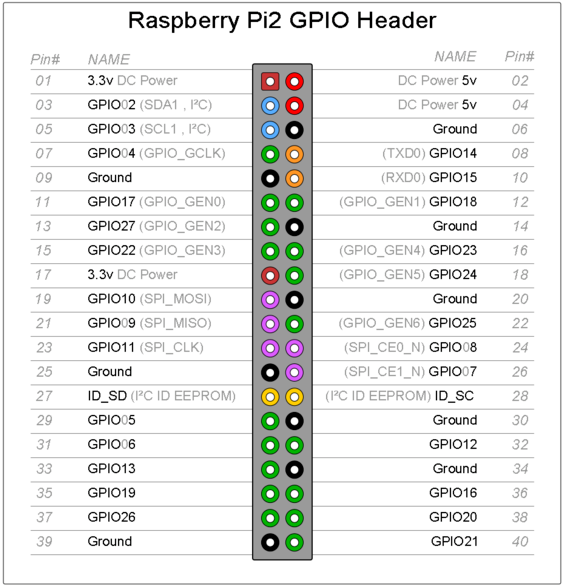 Raspberry Pi2 GPIO Header
Pin# NAME NAME Pin#
01 3.3v DC Power DC Power 5v 02
03 GPIO02 (SDA1 , I²C) DC Power 5v 04
05 GPIO03 (SCL1 , I²C) Ground 06
07 GPIO04 (GPIO_GCLK) (TXD0) GPIO14 08
09 Ground (RXD0) GPIO15 10
11 GPIO17 (GPIO_GEN0) (GPIO_GEN1) GPIO18 12
13 GPIO27 (GPIO_GEN2) Ground 14
15 GPIO22 (GPIO_GEN3) (GPIO_GEN4) GPIO23 16
17 3.3v DC Power (GPIO_GEN5) GPIO24 18
19 GPIO10 (SPI_MOSI) Ground 20
21 GPIO09 (SPI_MISO) (GPIO_GEN6) GPIO25 22
23 GPIO11 (SPI_CLK) (SPI_CE0_N) GPIO08 24
25 Ground (SPI_CE1_N) GPIO07 26
27 ID_SD (I²C ID EEPROM) (I²C ID EEPROM) ID_SC 28
29 GPIO05 Ground 30
31 GPIO06 GPIO12 32
33 GPIO13 Ground 34
35 GPIO19 GPIO16 36
37 GPIO26 GPIO20 38
39 Ground GPIO21 40